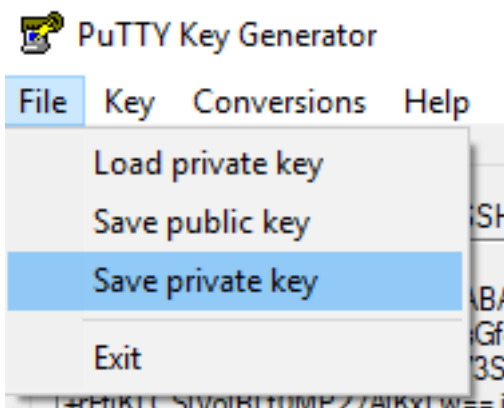 PuTTY Key Generator
File Key Conversions Help
Load private key
Save public key
Save private key
Exit